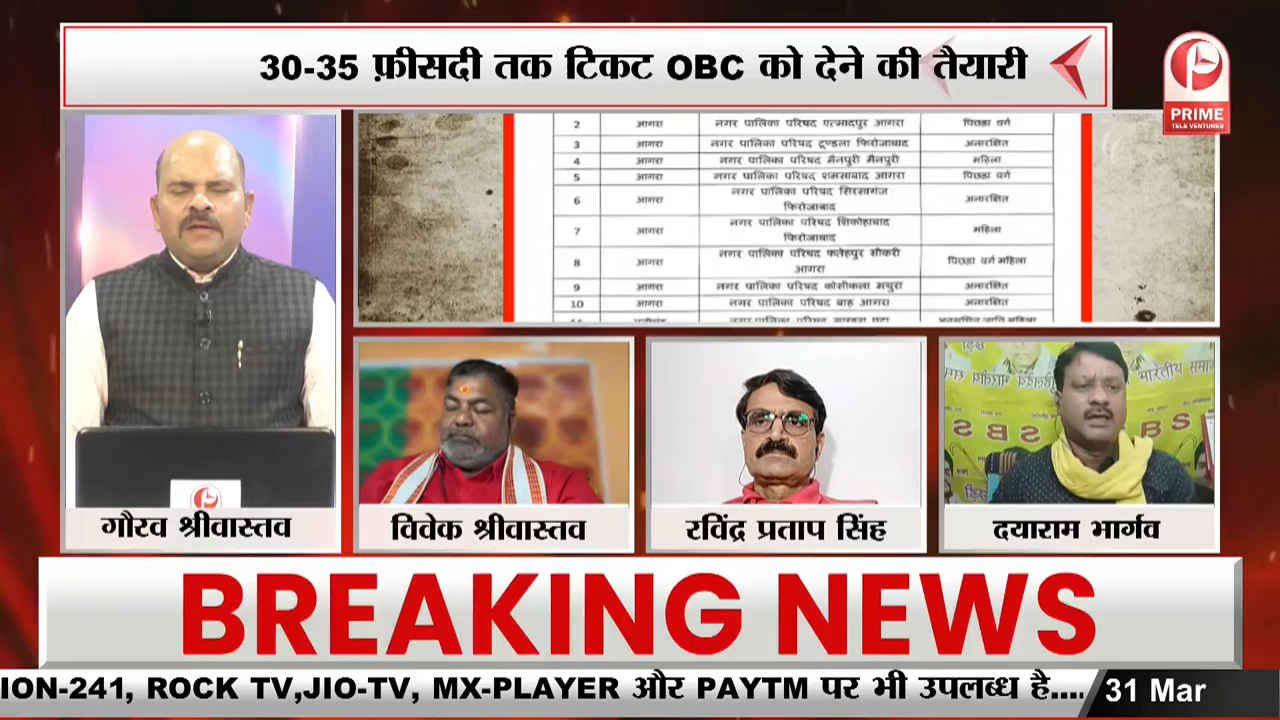 30-35 फ़ीसदी तक टिकट OBC को देने की तैयारी
PRIME
TELE VENTURES
2 आगरा नगर पालिका परिषद एत्मादपुर आगरा पिछड़ा वर्ग
3 आगरा नगर पालिका परिषद टूण्डला फिरोजाबाद अनारक्षित
4 आगरा नगर पालिका परिषद मैनपुरी मैनपुरी महिला
5 आगरा नगर पालिका परिषद शमसाबाद आगरा पिछड़ा वर्ग
6 आगरा नगर पालिका परिषद सिरसागंज
फिरोजाबाद अनारक्षित
7 आगरा नगर पालिका परिषद शिकोहाबाद
फिरोजाबाद महिला
8 आगरा नगर पालिका परिषद फतेहपुर सीकरी
आगरा पिछड़ा वर्ग महिला
9 आगरा नगर पालिका परिषद कोसीकला मथुरा अनारक्षित
10 आगरा नगर पालिका परिषद बाह आगरा अनारक्षित
भारतीय समाज
SBS
गौरव श्रीवास्तव
विवेक श्रीवास्तव
रविंद्र प्रताप सिंह
दयाराम भार्गव
BREAKING NEWS
ION-241, ROCK TV,JIO-TV, MX-PLAYER और PAYTM पर भी उपलब्ध है....
31 Mar